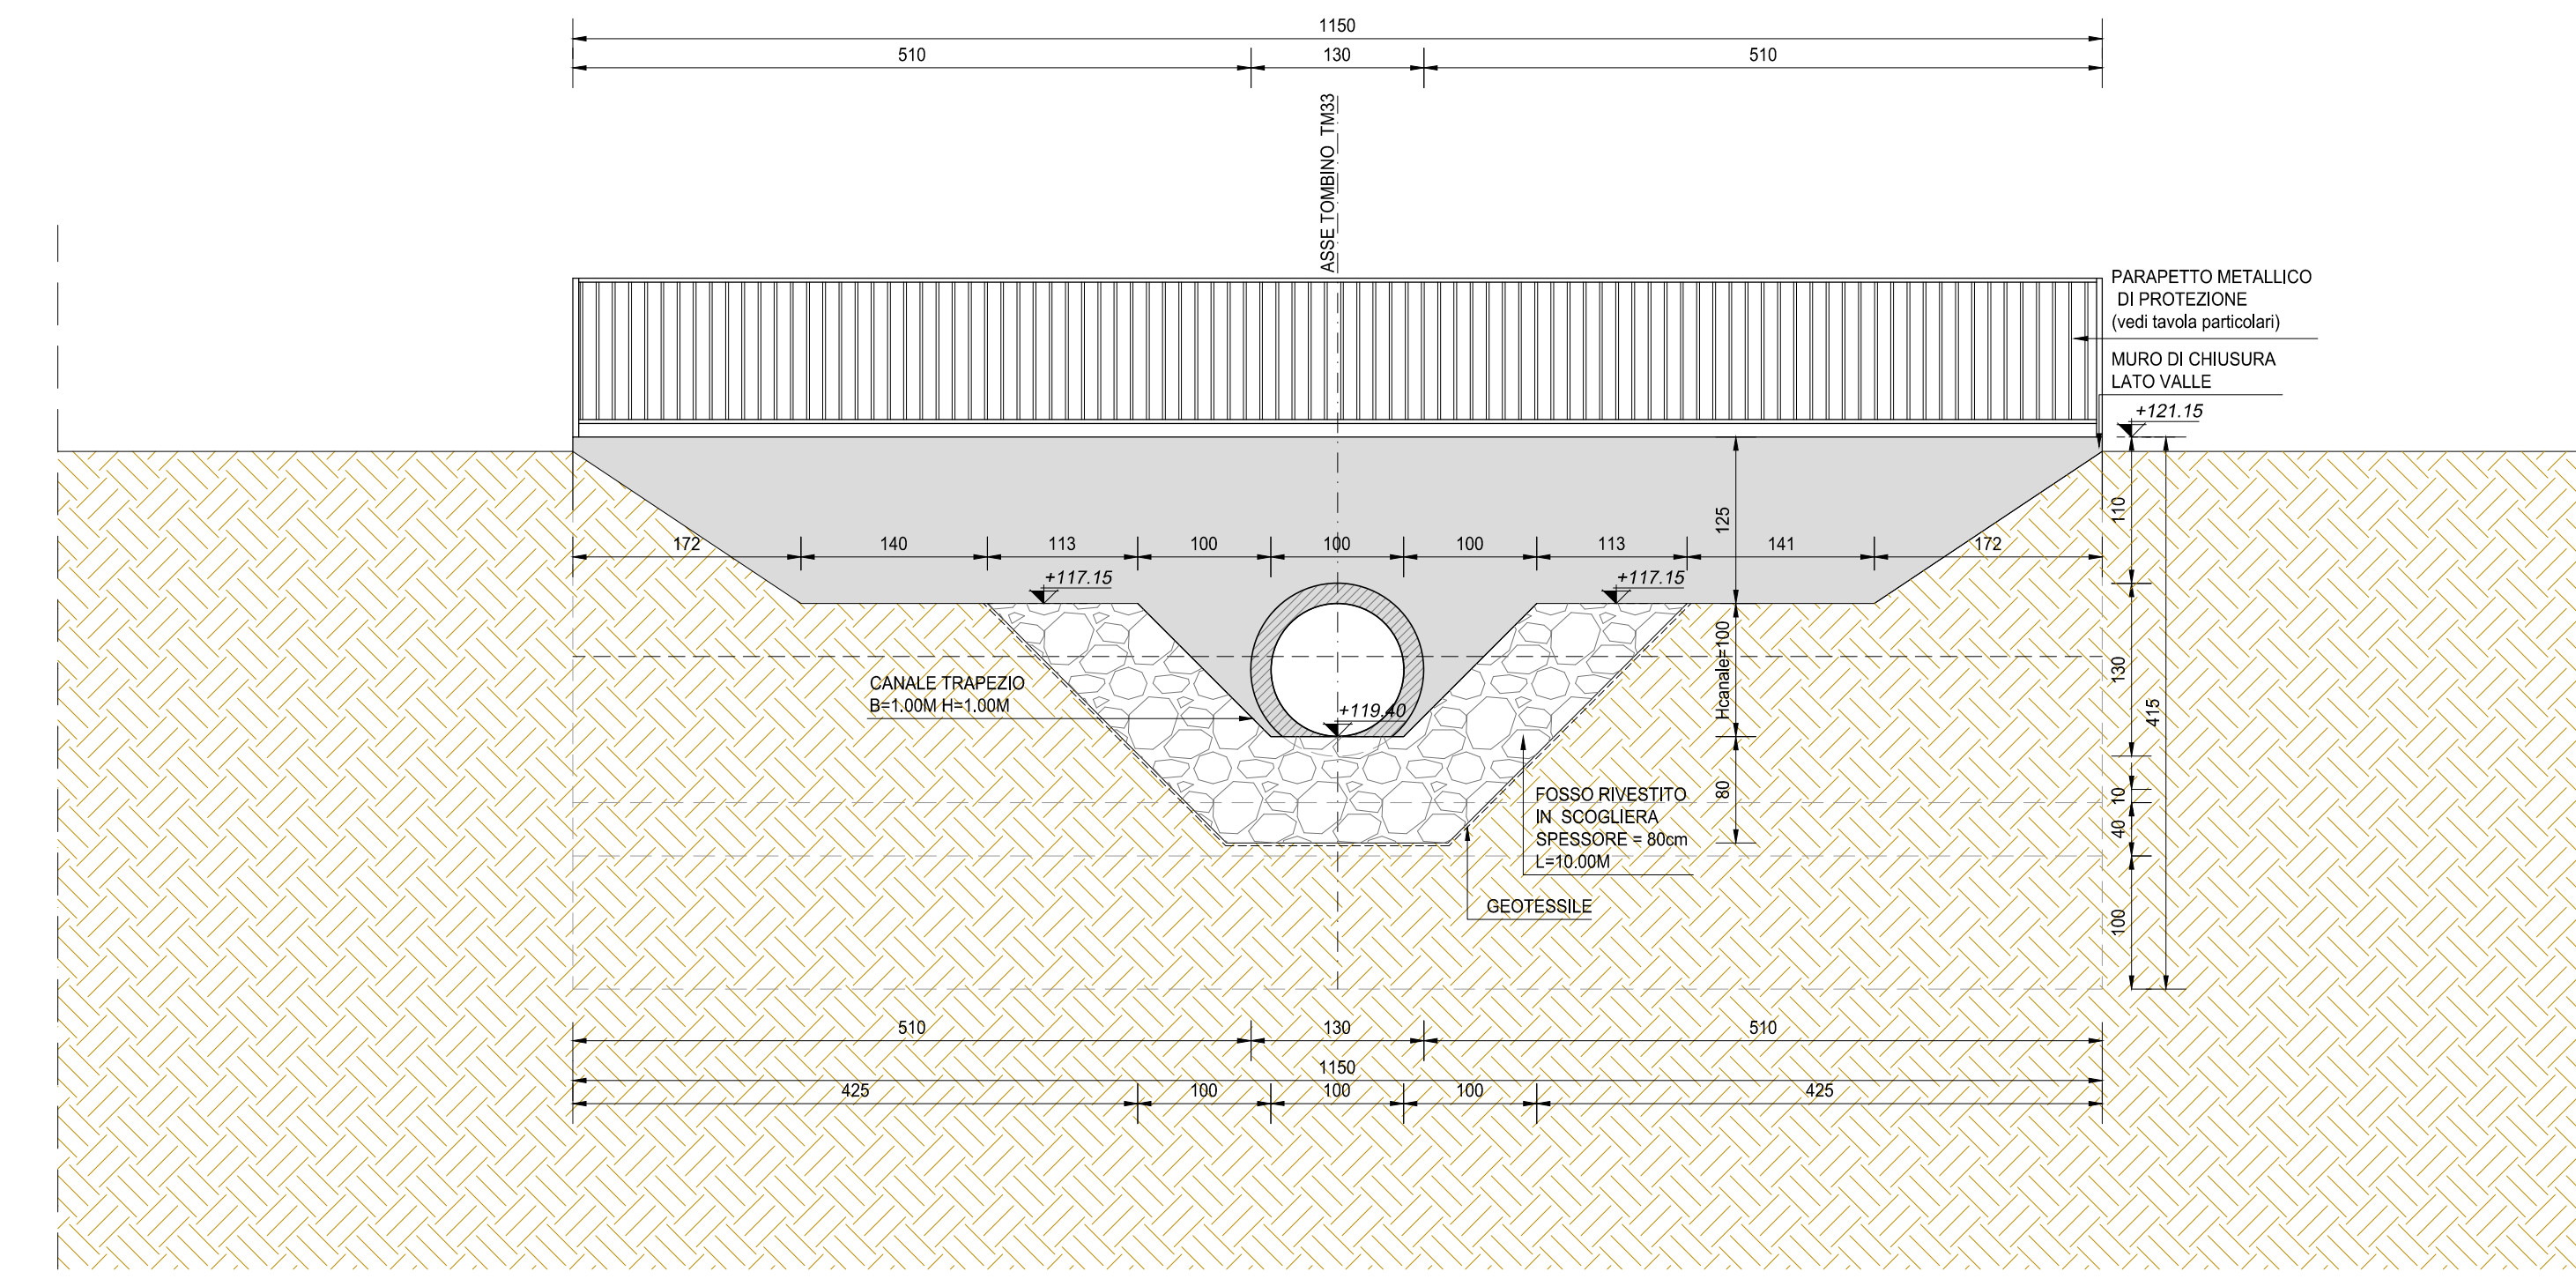 1150
510
130
510
ASSE TOMBINO TM33
PARAPETTO METALLICO
DI PROTEZIONE
(vedi tavola particolari)
MURO DI CHIUSURA
LATO VALLE
+121.15
110
125
172
140
113
100
100
100
113
141
172
+117.15
+117.15
Hcanale=100
130
415
CANALE TRAPEZIO
B=1.00M H=1.00M
+119.40
80
10
40
FOSSO RIVESTITO
IN SCOGLIERA
SPESSORE = 80cm
L=10.00M
GEOTESSILE
100
510
130
510
1150
425
100
100
100
425